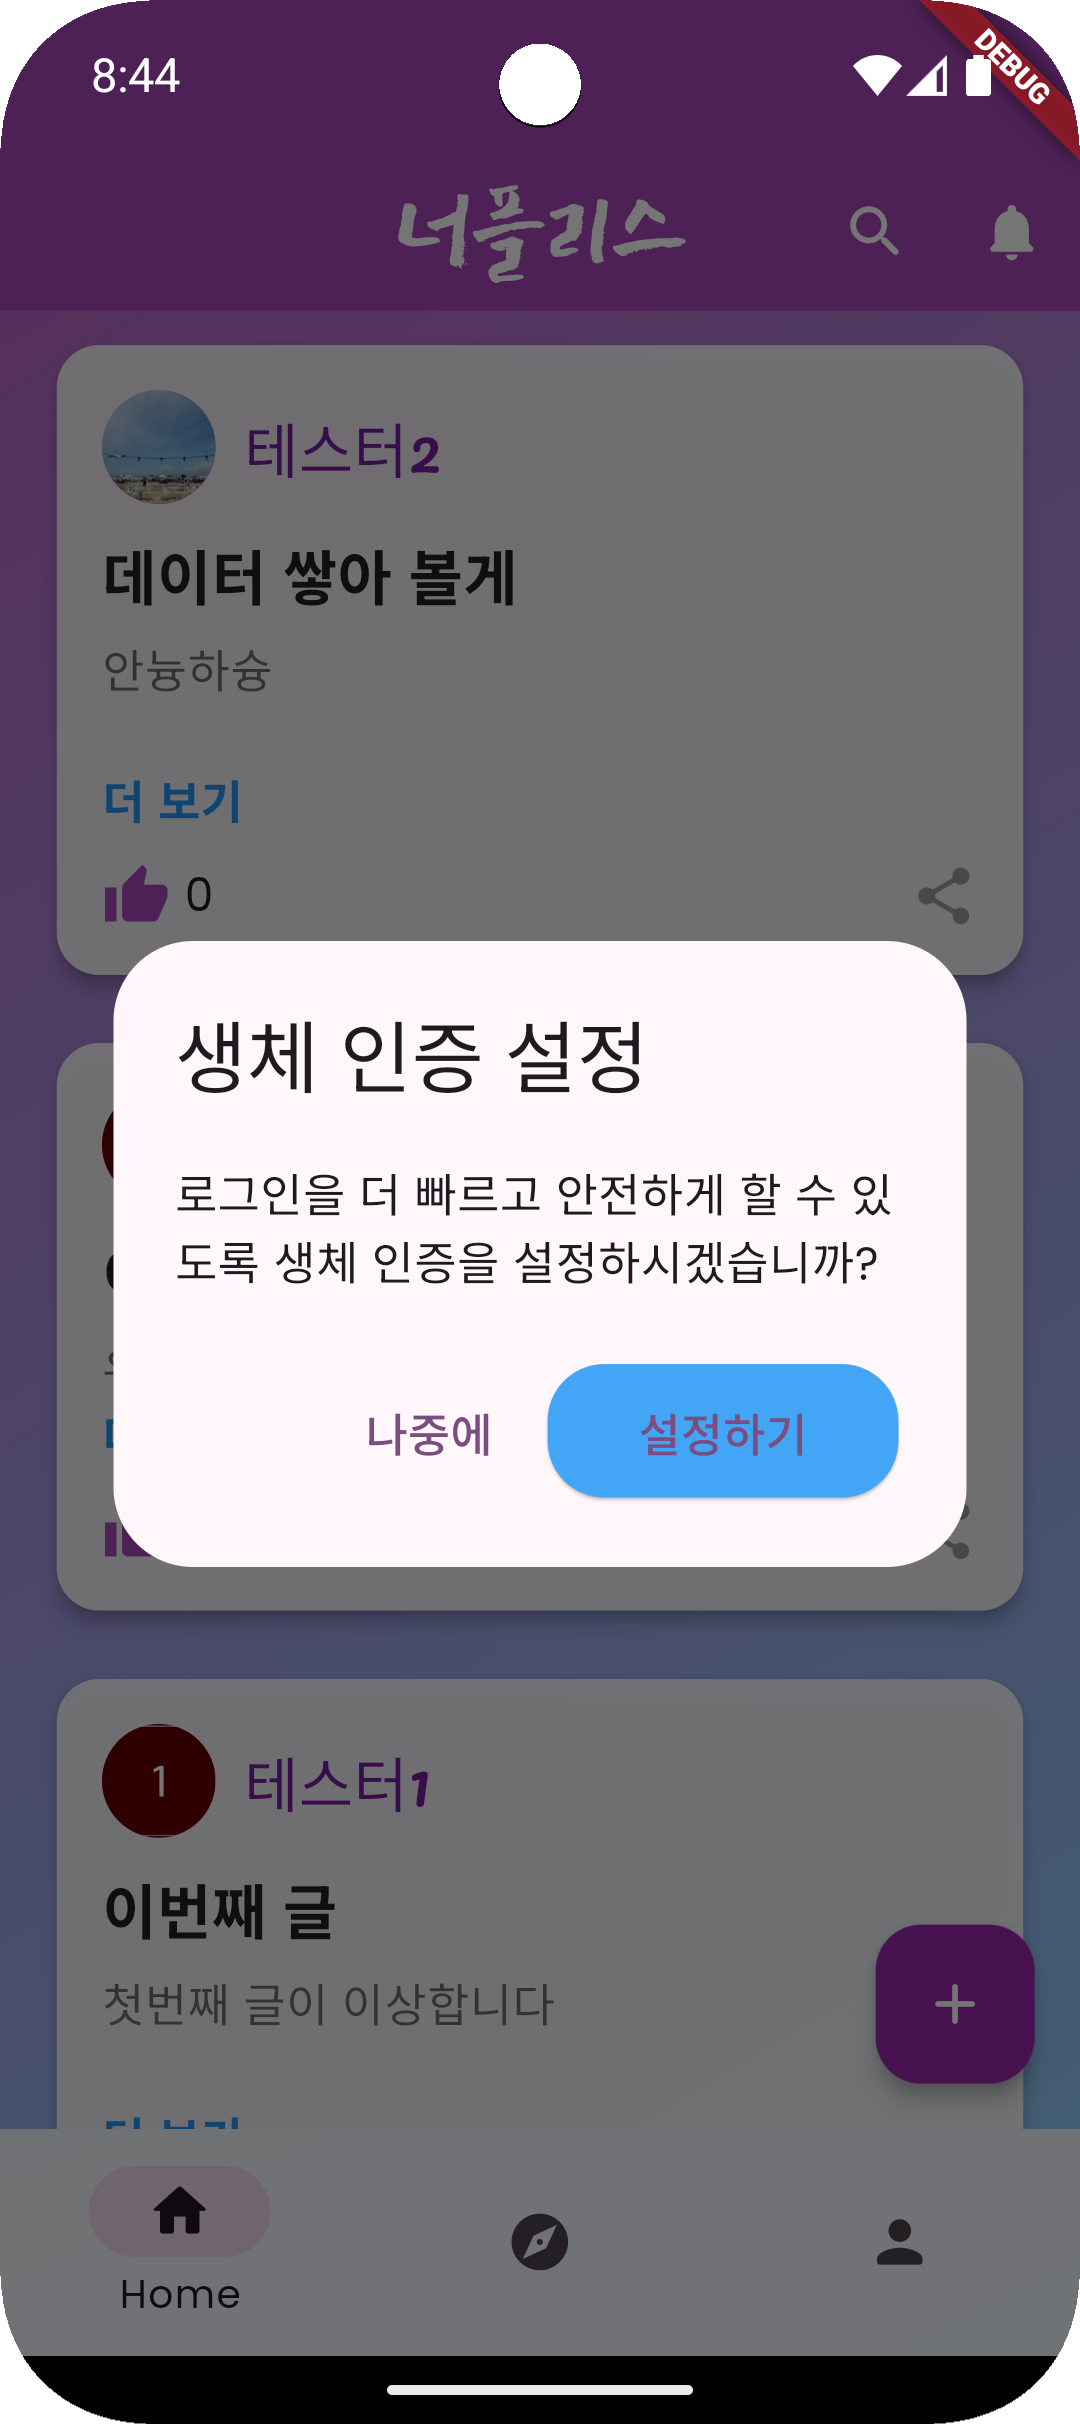 8:44
DEBUG
너플리스
테스터2
데이터 쌓아 볼게
안늉하슝
더 보기
0
생체 인증 설정
로그인을 더 빠르고 안전하게 할 수 있
도록 생체 인증을 설정하시겠습니까?
나중에
설정하기
1
테스터1
이번째 글
첫번째 글이 이상합니다
더 보기
Home